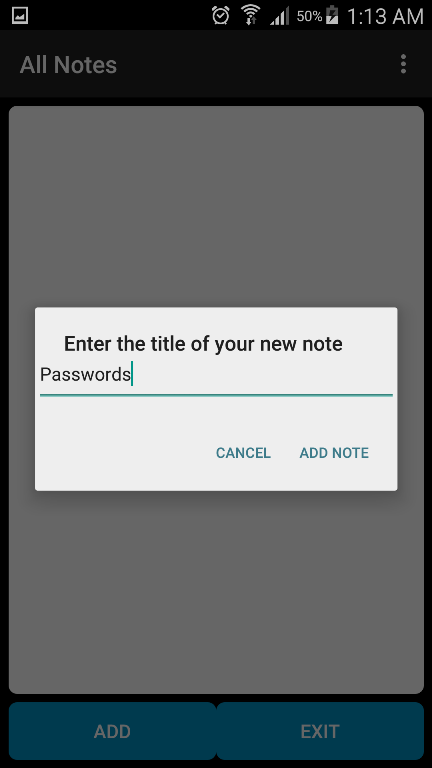 50% 1:13 AM
All Notes
Enter the title of your new note
Passwords
CANCEL ADD NOTE
ADD EXIT